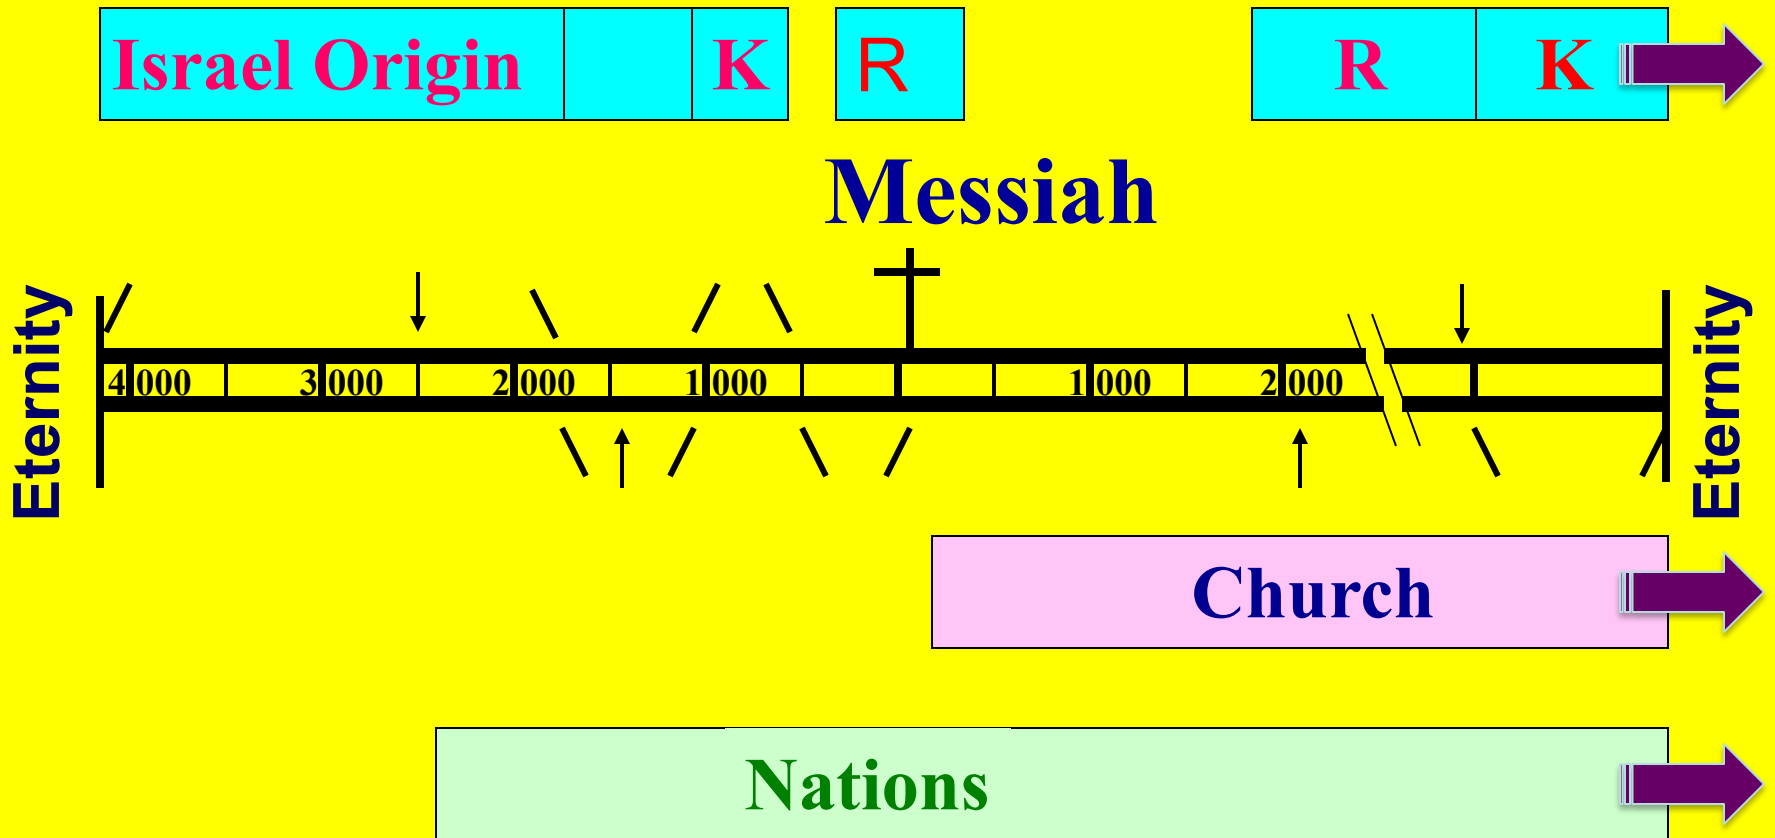 Israel Origin K R R K
Messiah
Eternity
4 000 3 000 2 000 1 000 1 000 2 000
Eternity
Church
Nations